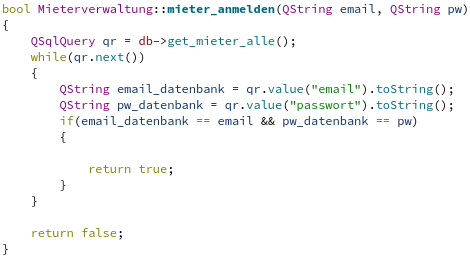 bool Mieterverwaltung::mieter_anmelden(QString email, QString pw)
{
    QSqlQuery qr = db->get_mieter_alle();
    while(qr.next())
    {
        QString email_datenbank = qr.value("email").toString();
        QString pw_datenbank = qr.value("passwort").toString();
        if(email_datenbank == email && pw_datenbank == pw)
        {
            return true;
        }
    }
    return false;
}